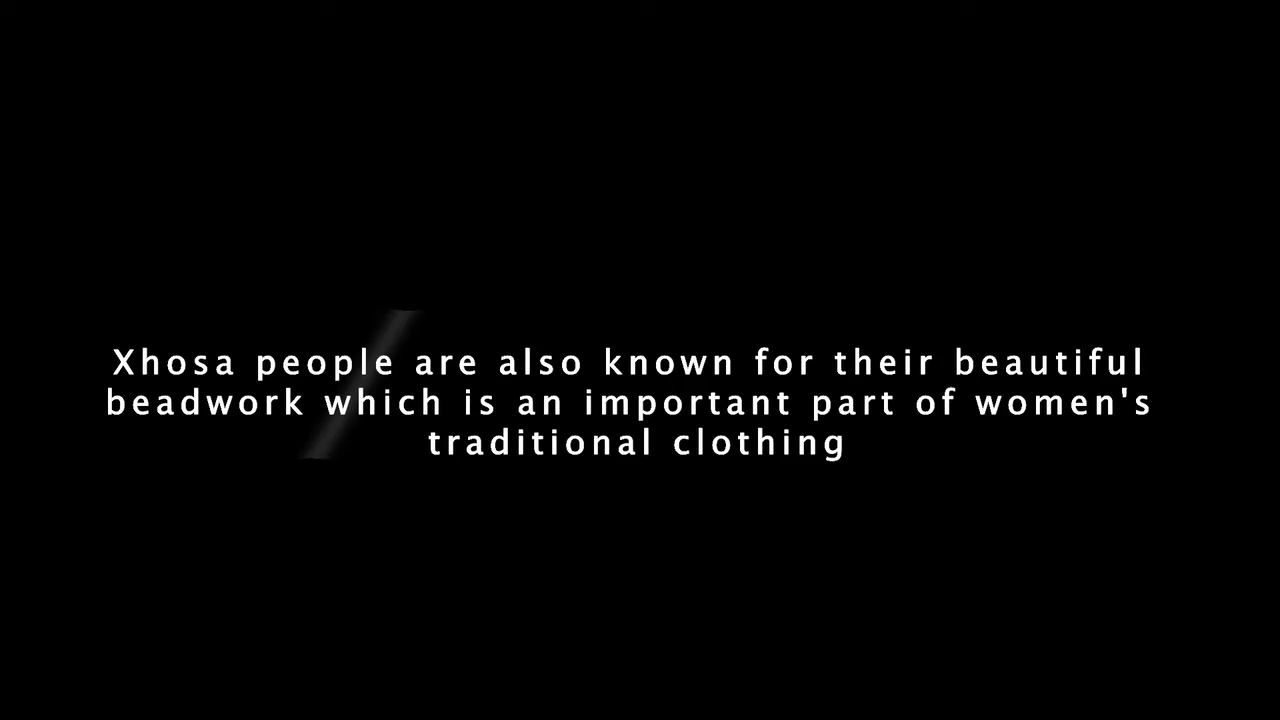 Xhosa people are also known for their beautiful
beadwork which is an important part of women's
traditional clothing